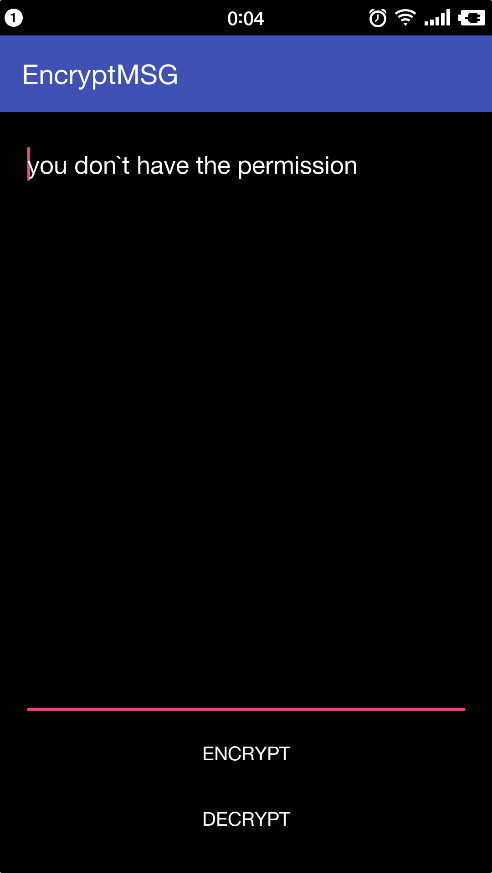 1
0:04
EncryptMSG
you don`t have the permission
ENCRYPT
DECRYPT